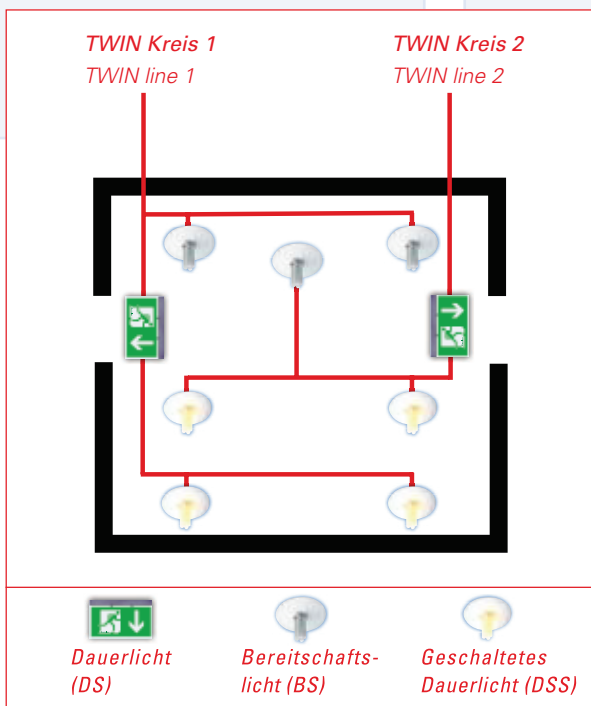 TWIN Kreis 1
TWIN line 1
TWIN Kreis 2
TWIN line 2
Dauerlicht
(DS)
Bereitschafts-
licht (BS)
Geschaltetes
Dauerlicht (DSS)